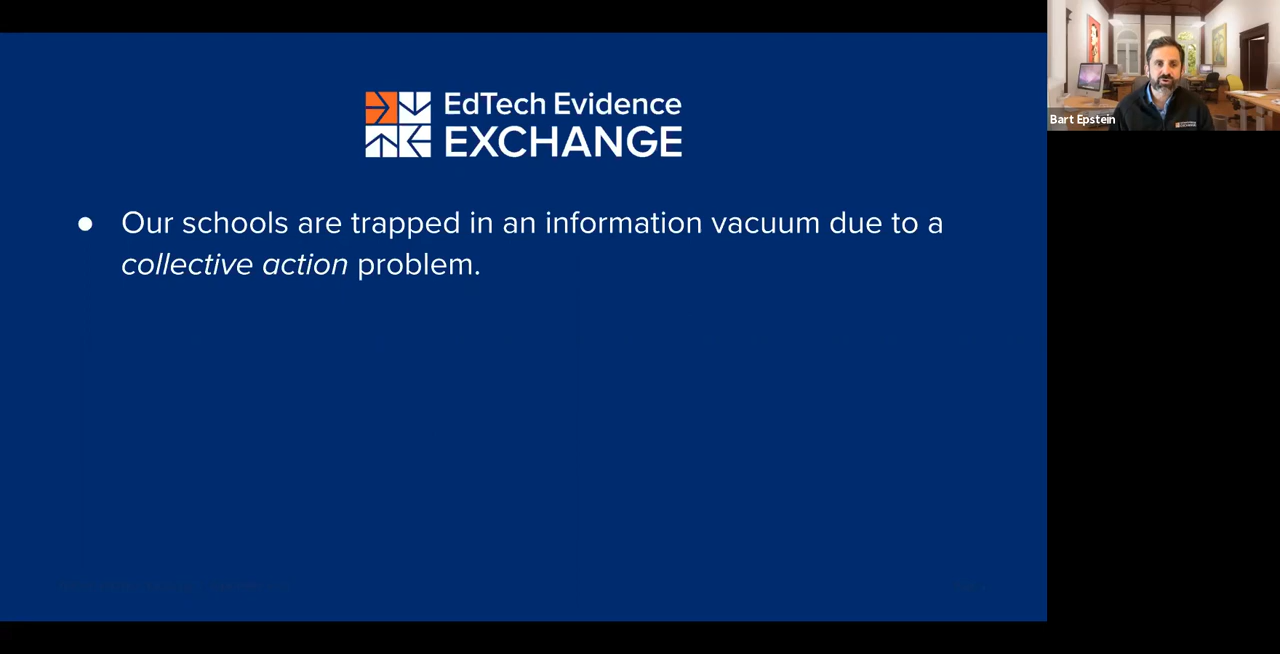 EdTech Evidence
EXCHANGE
Bart Epstein
● Our schools are trapped in an information vacuum due to a
collective action problem.